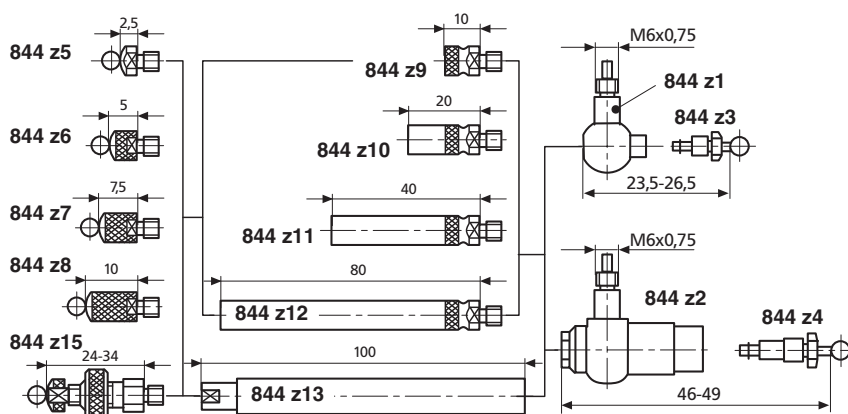 2,5
10
M6x0,75
844 z5
844 z9
844 z1
5
20
844 z3
844 z6
844 z10
7,5
40
23,5-26,5
844 z7
844 z11
M6x0,75
844 z8
10
80
844 z2
844 z12
844 z4
844 z15
24-34
100
844 z13
46-49